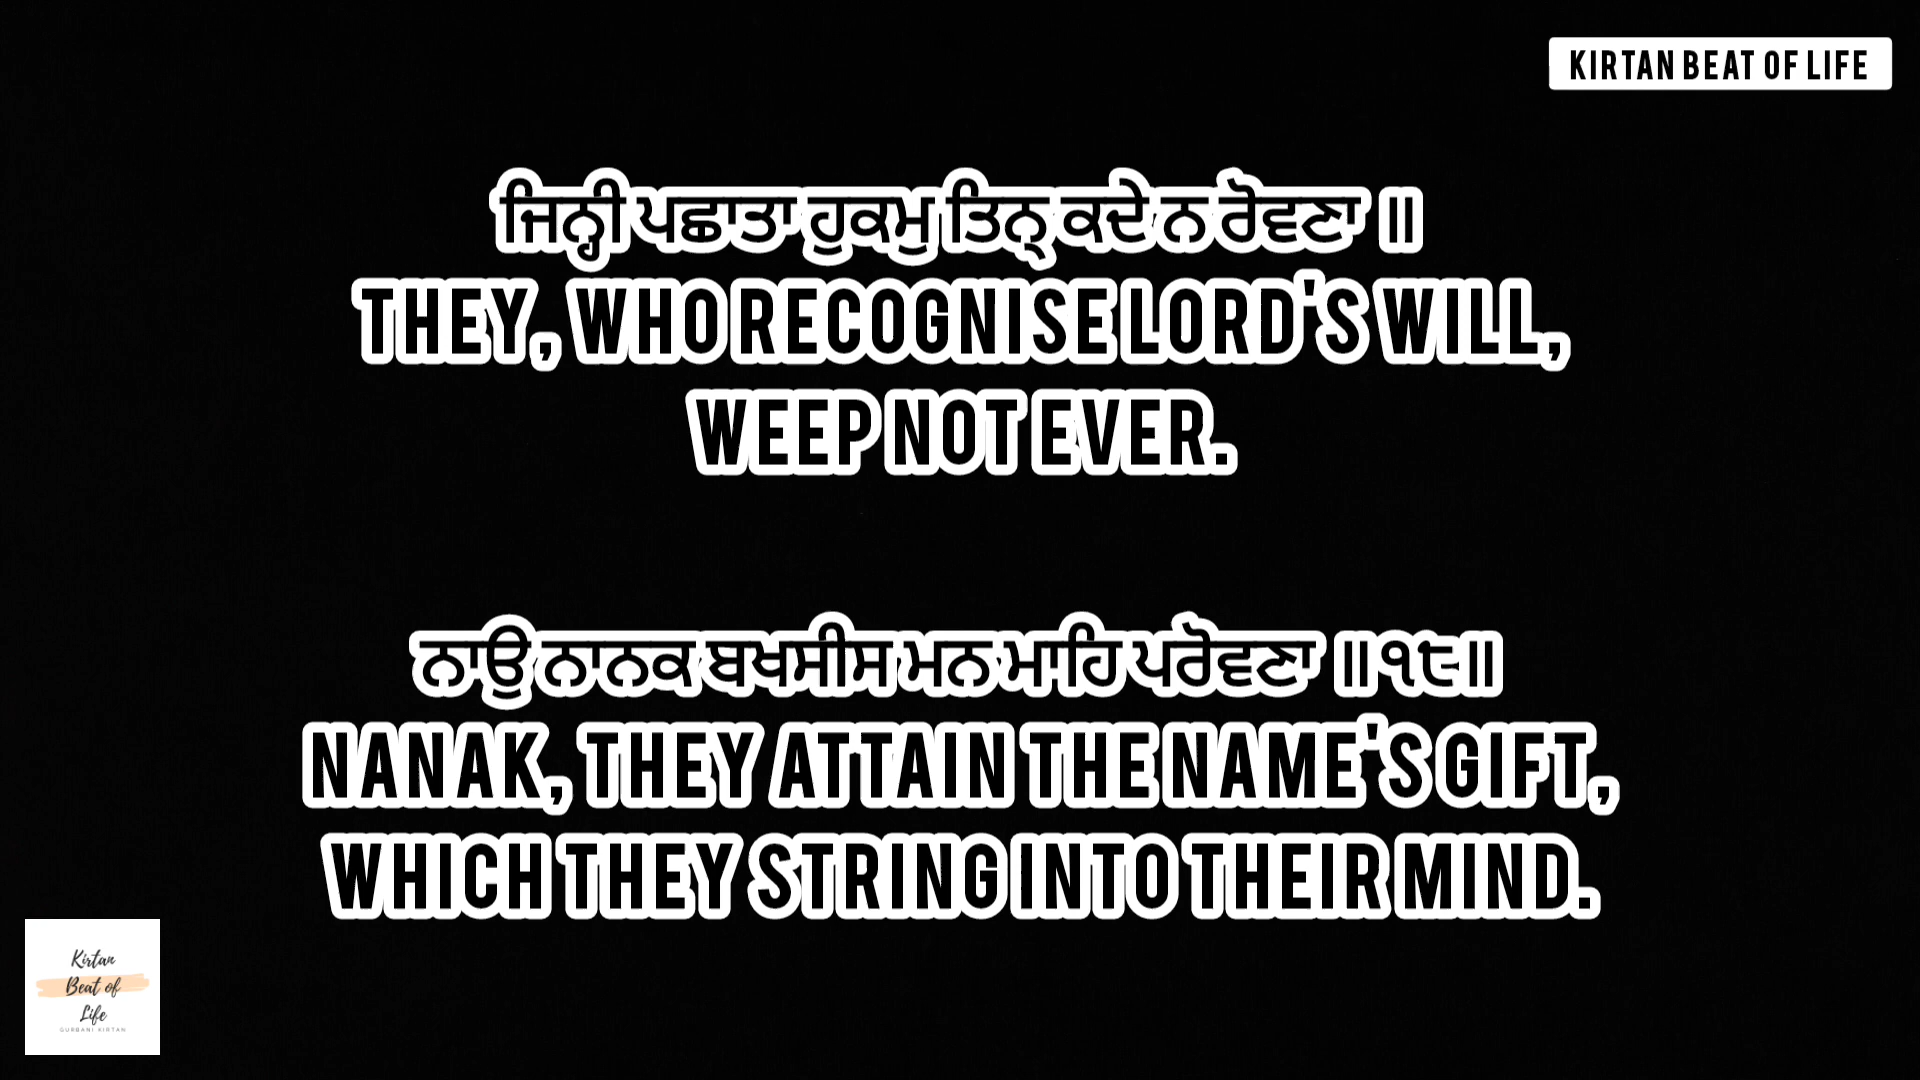 KIRTAN BEAT OF LIFE
ਜਿਨ੍ਹੀ ਪਛਾਤਾ ਹੁਕਮੁ ਤਿਨ੍ਹ ਕਦੇ ਨ ਰੋਵਣਾ ॥
THEY, WHO RECOGNISE LORD'S WILL,
WEEP NOT EVER.
ਨਾਉ ਨਾਨਕ ਬਖਸੀਸ ਮਨ ਮਾਹਿ ਪਰੋਵਣਾ ॥੧੯॥
NANAK, THEY ATTAIN THE NAME'S GIFT,
WHICH THEY STRING INTO THEIR MIND.
Kirtan
Beat of
Life
GURBANI KIRTAN